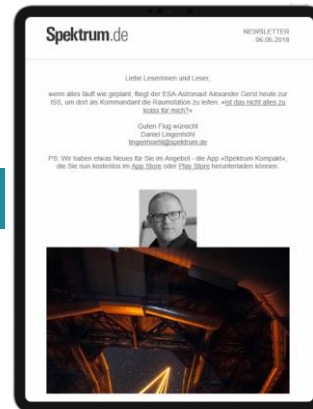 Spektrum.de
NEWSLETTER
06.06.2018
Liebe Leserinnen und Leser,
wenn alles läuft wie geplant, fliegt der ESA-Astronaut Alexander Gerst heute zur
ISS, um dort als Kommandant die Raumstation zu leiten. »Ist das nicht alles zu
krass für mich?«
Guten Flug wünscht
Daniel Lingenhöhl
lingenhoehl@spektrum.de
PS: Wir haben etwas Neues für Sie im Angebot - die App »Spektrum Kompakt«,
die Sie nun kostenlos im App Store oder Play Store herunterladen können.